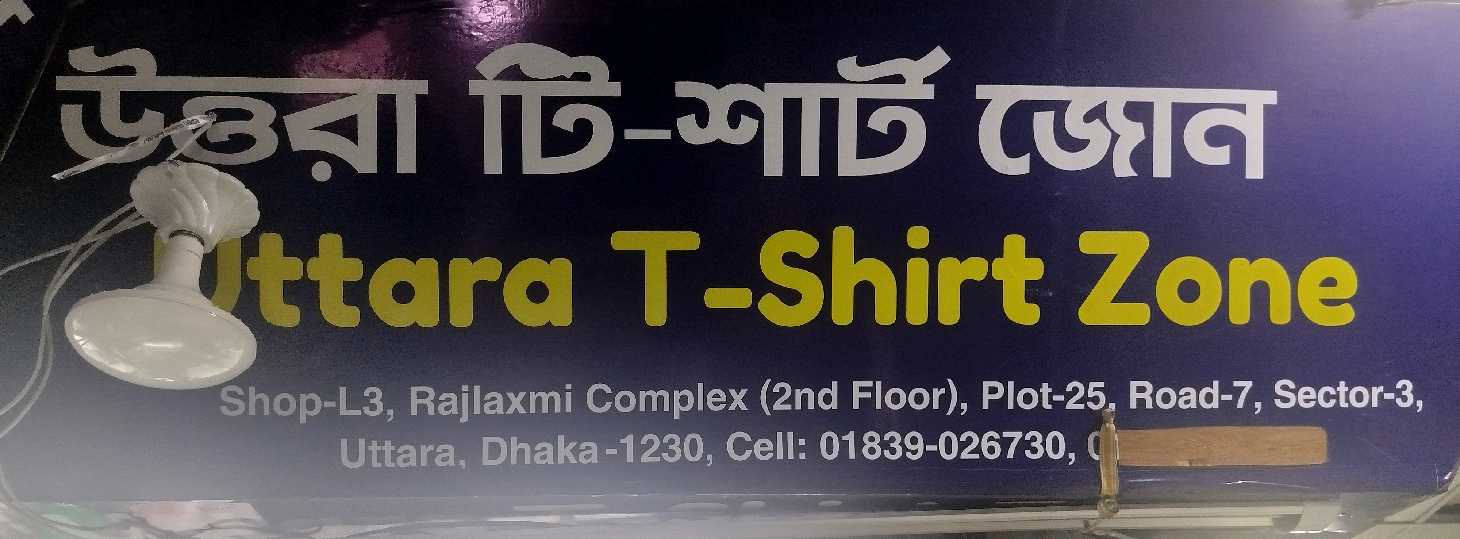 উত্তরা টি-শার্ট জোন
Uttara T-Shirt Zone
Shop-L3, Rajlaxmi Complex (2nd Floor), Plot-25, Road-7, Sector-3,
Uttara, Dhaka-1230, Cell: 01839-026730,